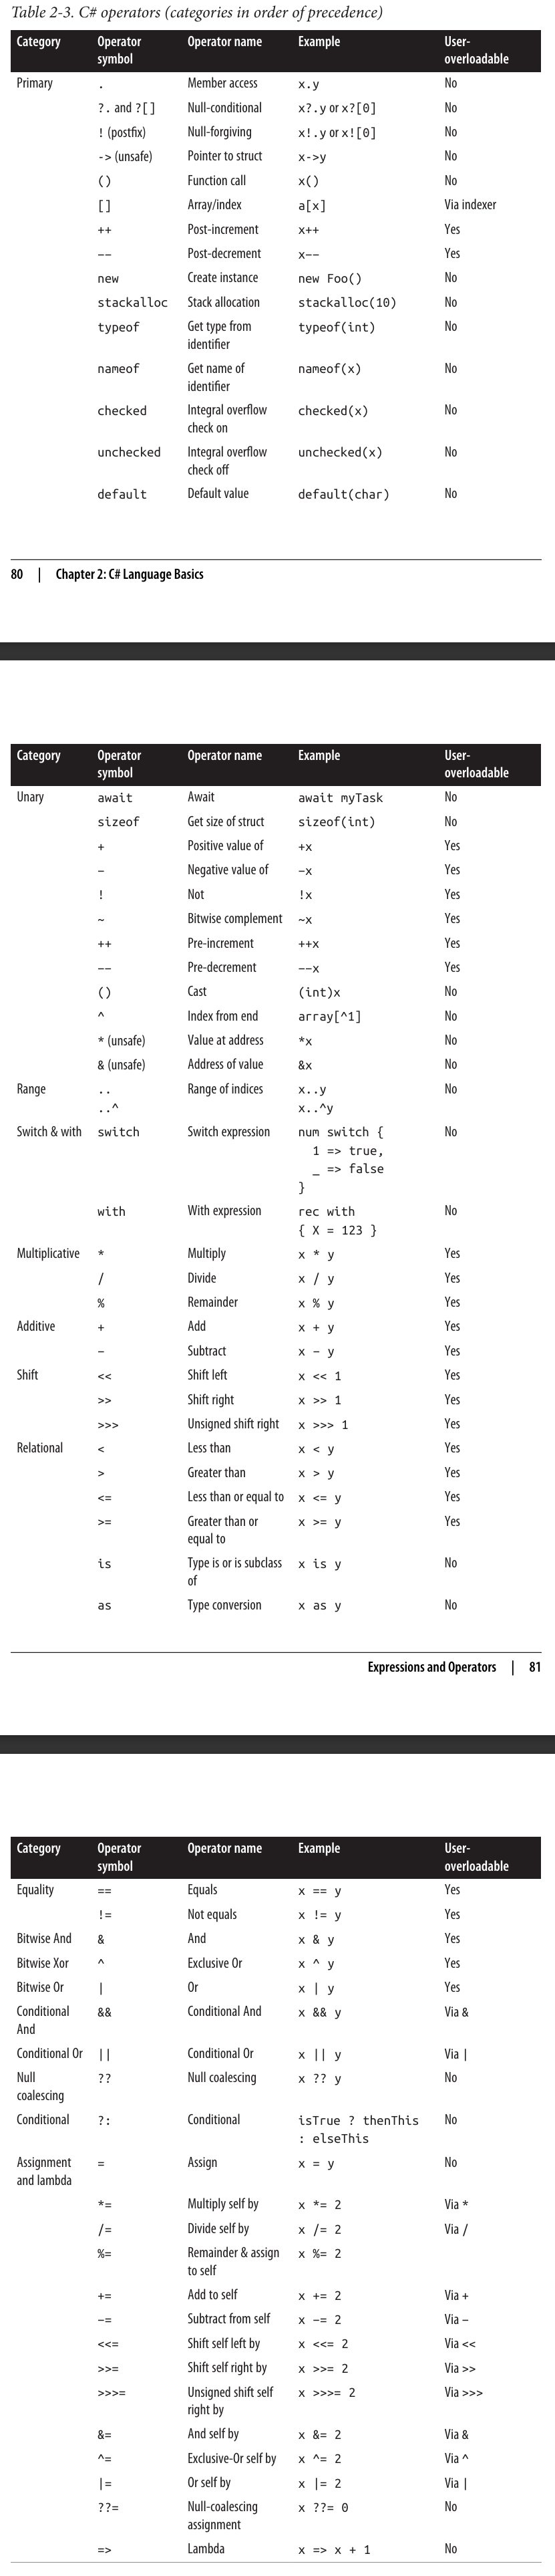 Table 2-3. C# operators (categories in order of precedence)
Category Operator symbol Operator name Example User-overloadable
Primary . Member access x.y No
?. and ?[] Null-conditional x?.y or x?[0] No
! (postfix) Null-forgiving x!.y or x![0] No
-> (unsafe) Pointer to struct x->y No
() Function call x() No
[] Array/index a[x] Via indexer
++ Post-increment x++ Yes
−− Post-decrement x−− Yes
new Create instance new Foo() No
stackalloc Stack allocation stackalloc(10) No
typeof Get type from identifier typeof(int) No
nameof Get name of identifier nameof(x) No
checked Integral overflow check on checked(x) No
unchecked Integral overflow check off unchecked(x) No
default Default value default(char) No
80 | Chapter 2: C# Language Basics
Category Operator symbol Operator name Example User-overloadable
Unary await Await await myTask No
sizeof Get size of struct sizeof(int) No
+ Positive value of +x Yes
− Negative value of −x Yes
! Not !x Yes
~ Bitwise complement ~x Yes
++ Pre-increment ++x Yes
−− Pre-decrement −−x Yes
() Cast (int)x No
^ Index from end array[^1] No
* (unsafe) Value at address *x No
& (unsafe) Address of value &x No
Range .. Range of indices x..y No
..^ x..^y
Switch & with switch Switch expression num switch { No
1 => true,
_ => false
}
with With expression rec with No
{ X = 123 }
Multiplicative * Multiply x * y Yes
/ Divide x / y Yes
% Remainder x % y Yes
Additive + Add x + y Yes
− Subtract x − y Yes
Shift << Shift left x << 1 Yes
>> Shift right x >> 1 Yes
>>> Unsigned shift right x >>> 1 Yes
Relational < Less than x < y Yes
> Greater than x > y Yes
<= Less than or equal to x <= y Yes
>= Greater than or equal to x >= y Yes
is Type is or is subclass of x is y No
as Type conversion x as y No
Expressions and Operators | 81
Category Operator symbol Operator name Example User-overloadable
Equality == Equals x == y Yes
!= Not equals x != y Yes
Bitwise And & And x & y Yes
Bitwise Xor ^ Exclusive Or x ^ y Yes
Bitwise Or | Or x | y Yes
Conditional And && Conditional And x && y Via &
Conditional Or || Conditional Or x || y Via |
Null coalescing ?? Null coalescing x ?? y No
Conditional ?: Conditional isTrue ? thenThis No
: elseThis
Assignment and lambda = Assign x = y No
*= Multiply self by x *= 2 Via *
/= Divide self by x /= 2 Via /
%= Remainder & assign to self x %= 2
+= Add to self x += 2 Via +
−= Subtract from self x −= 2 Via −
<<= Shift self left by x <<= 2 Via <<
>>= Shift self right by x >>= 2 Via >>
>>>= Unsigned shift self right by x >>>= 2 Via >>>
&= And self by x &= 2 Via &
^= Exclusive-Or self by x ^= 2 Via ^
|= Or self by x |= 2 Via |
??= Null-coalescing assignment x ??= 0 No
=> Lambda x => x + 1 No